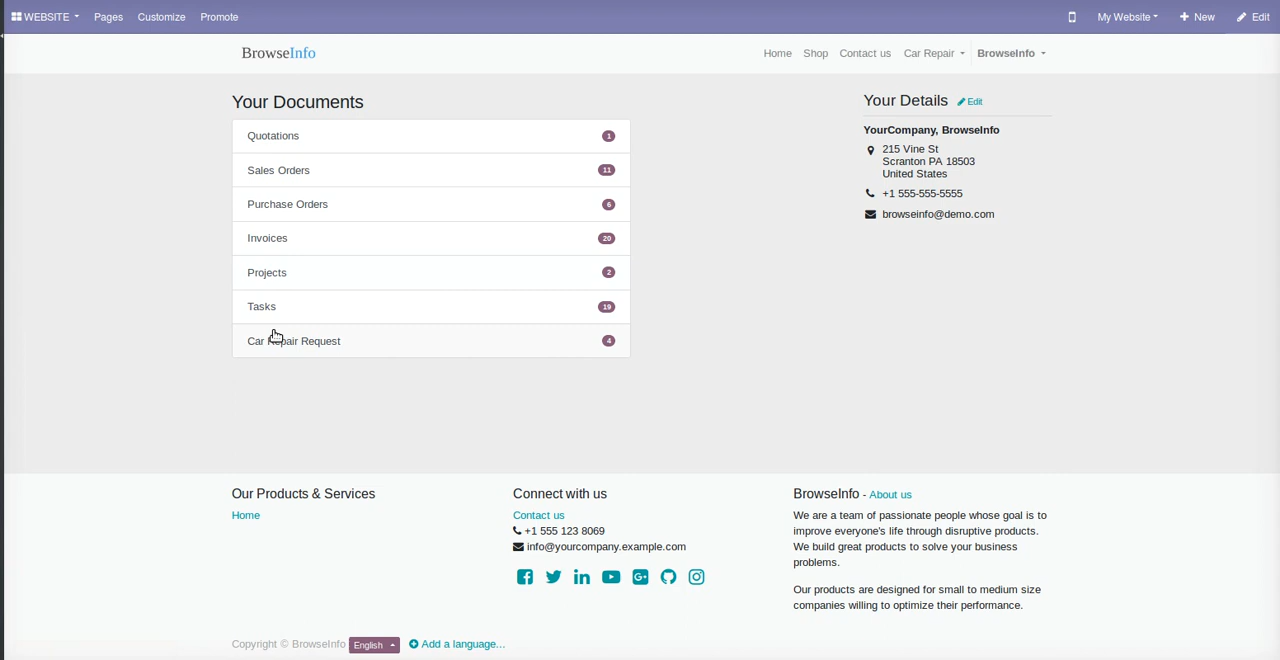 WEBSITE Pages Customize Promote My Website New Edit
BrowseInfo Home Shop Contact us Car Repair BrowseInfo
Your Documents
Quotations 1
Sales Orders 11
Purchase Orders 6
Invoices 20
Projects 2
Tasks 19
Car Repair Request 4
Your Details Edit
YourCompany, BrowseInfo
215 Vine St
Scranton PA 18503
United States
+1 555-555-5555
browseinfo@demo.com
Our Products & Services
Home
Connect with us
Contact us
+1 555 123 8069
info@yourcompany.example.com
BrowseInfo - About us
We are a team of passionate people whose goal is to
improve everyone's life through disruptive products.
We build great products to solve your business
problems.
Our products are designed for small to medium size
companies willing to optimize their performance.
Copyright © BrowseInfo English Add a language...